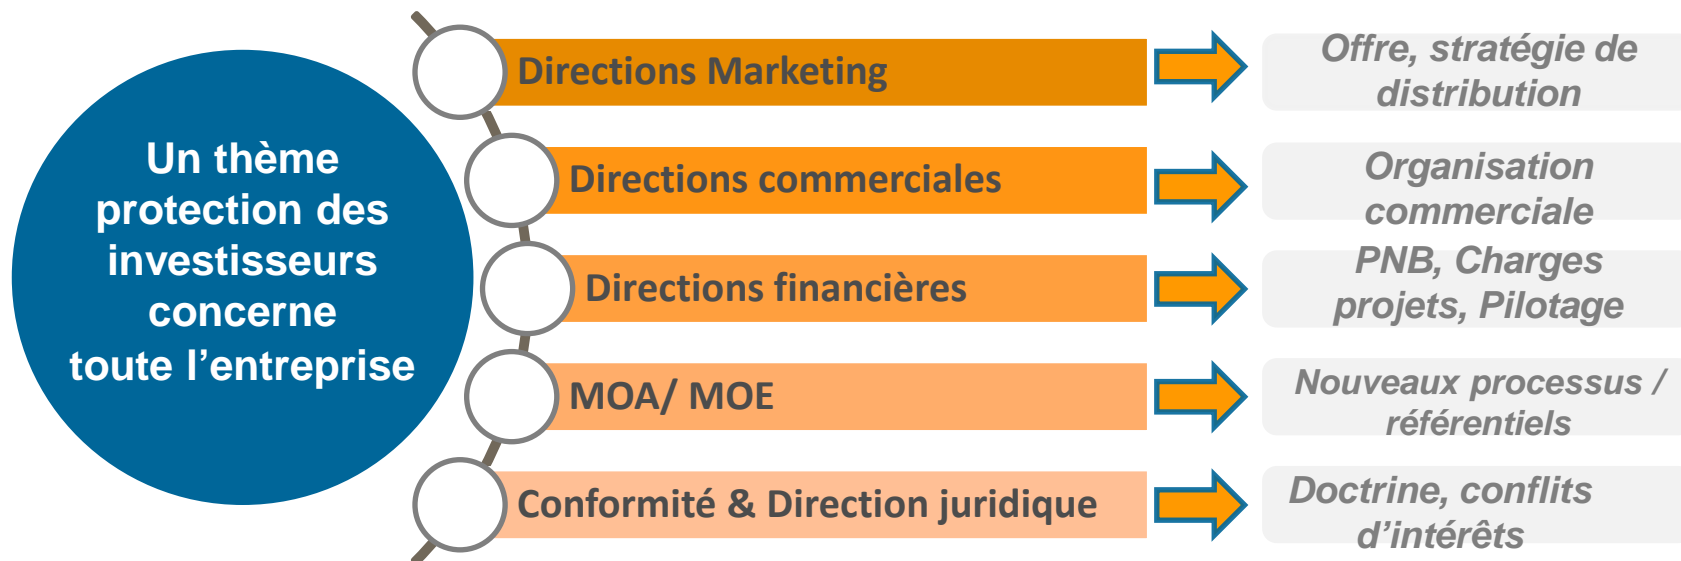 Un thème
protection des
investisseurs
concerne
toute l’entreprise
Directions Marketing
Offre, stratégie de
distribution
Directions commerciales
Organisation
commerciale
Directions financières
PNB, Charges
projets, Pilotage
MOA/ MOE
Nouveaux processus /
référentiels
Conformité & Direction juridique
Doctrine, conflits
d’intérêts